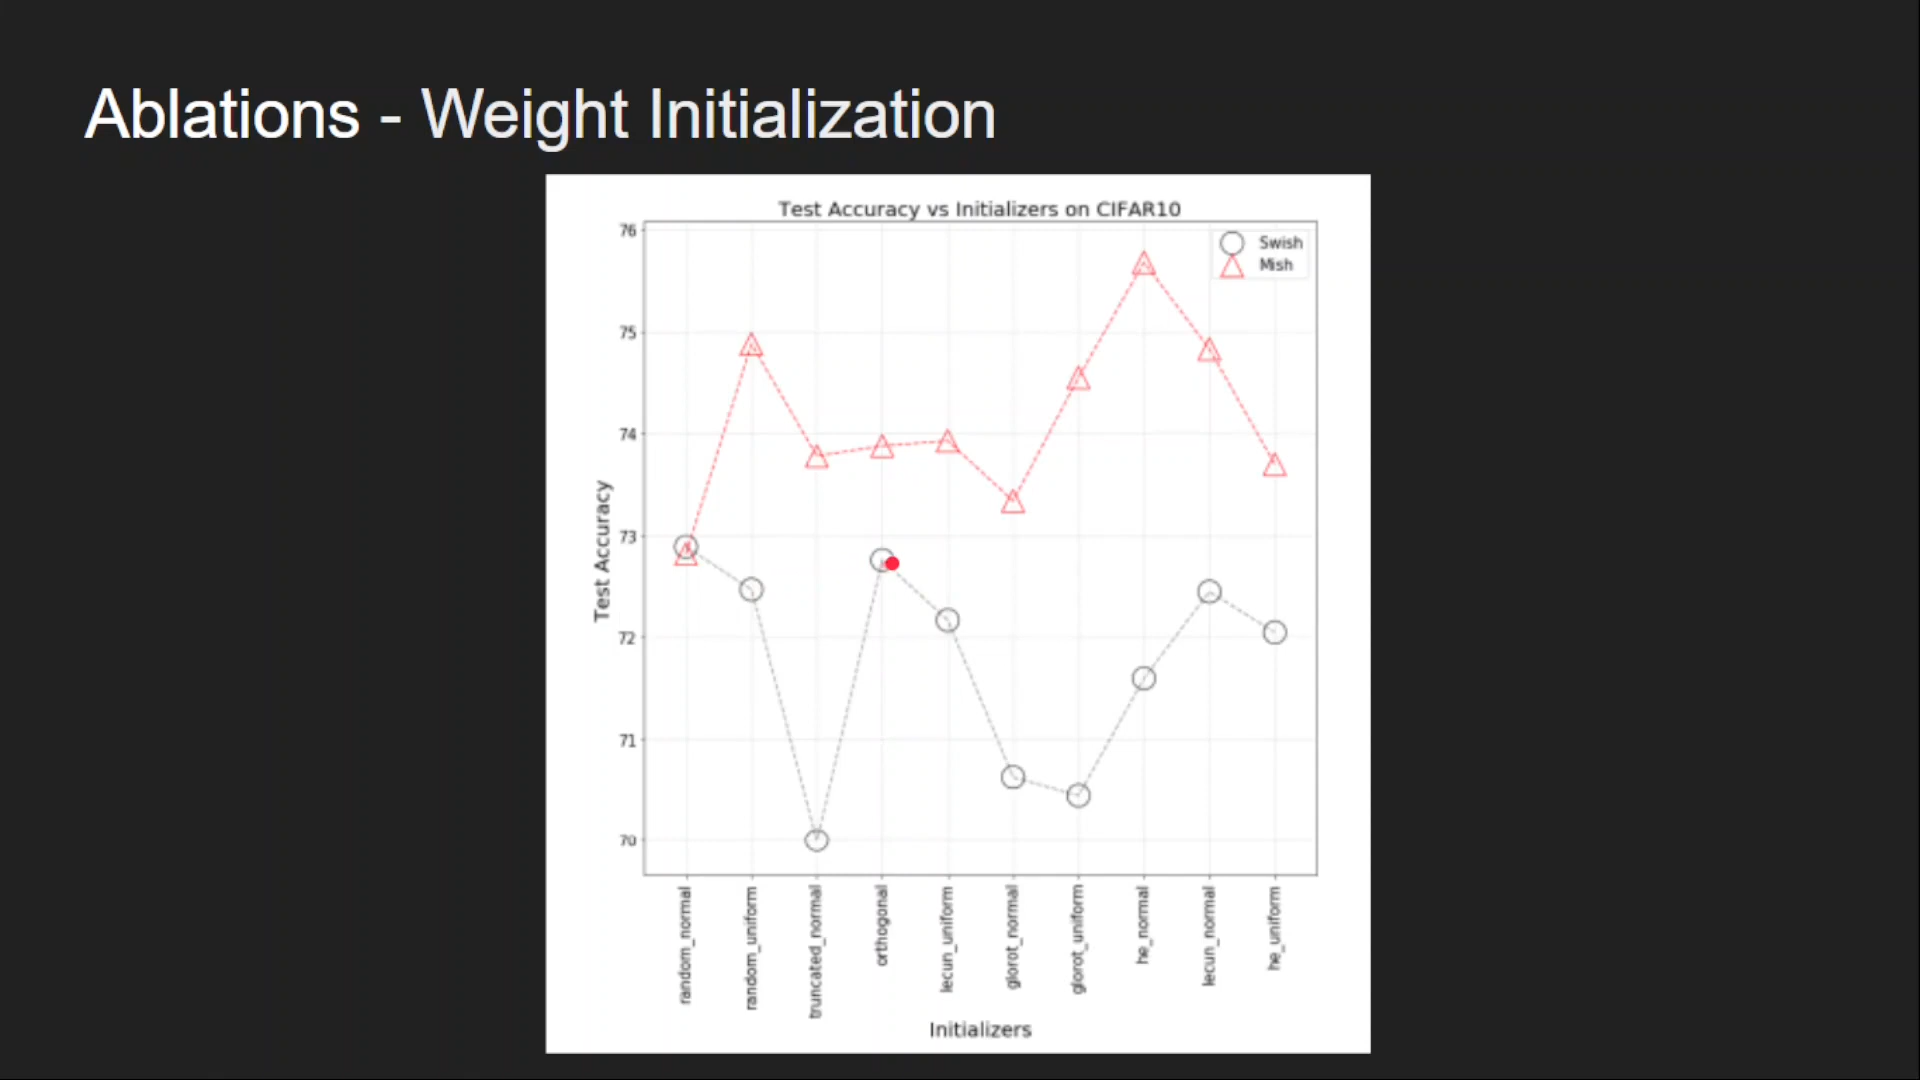 Ablations - Weight Initialization
Test Accuracy vs Initializers on CIFAR10
Swish
Mish
76
75
74
73
72
71
70
Test Accuracy
random_normal
random_uniform
truncated_normal
orthogonal
lecun_uniform
glorot_normal
glorot_uniform
he_normal
lecun_normal
he_uniform
Initializers